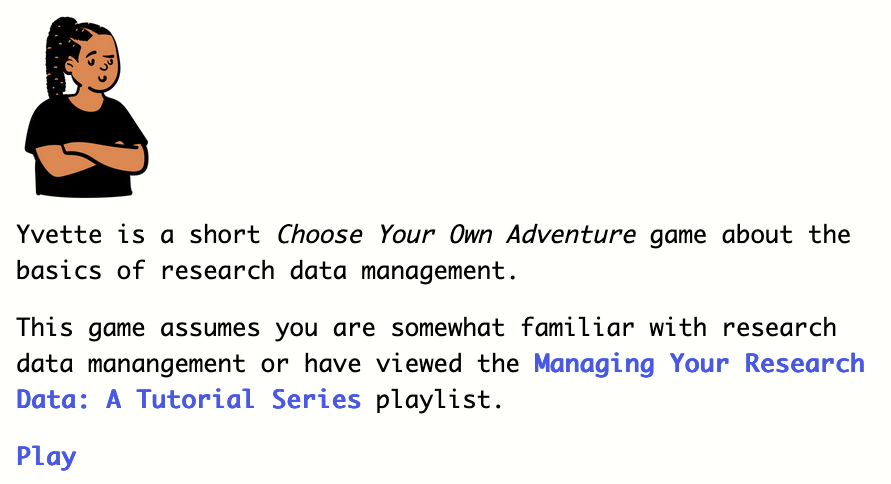 Yvette is a short Choose Your Own Adventure game about the
basics of research data management.
This game assumes you are somewhat familiar with research
data manangement or have viewed the Managing Your Research
Data: A Tutorial Series playlist.
Play